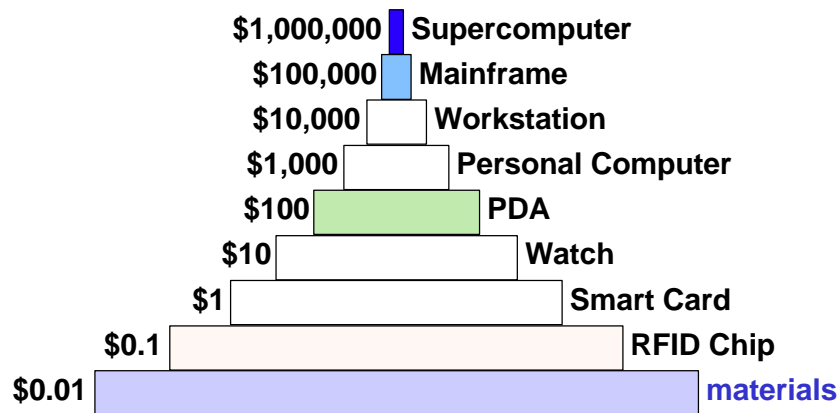 $1,000,000 Supercomputer
$100,000 Mainframe
$10,000 Workstation
$1,000 Personal Computer
$100 PDA
$10 Watch
$1 Smart Card
$0.1 RFID Chip
$0.01 materials